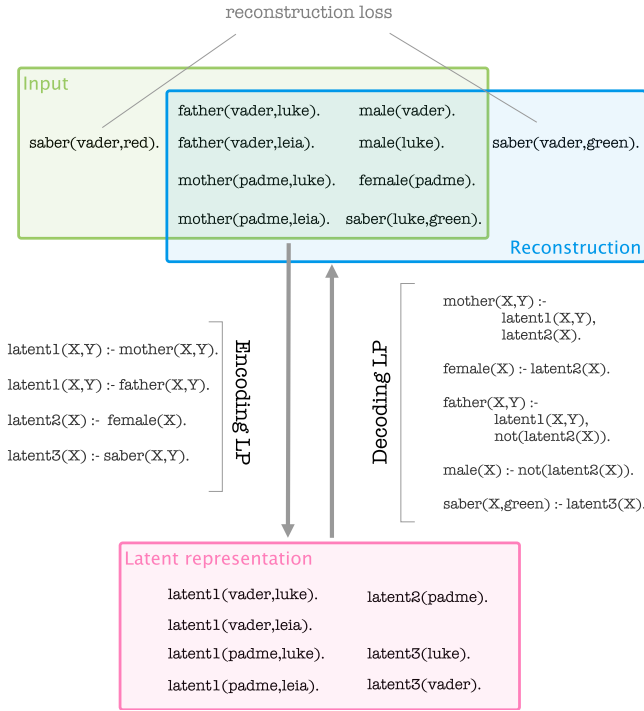 reconstruction loss
Input
father(vader,luke). male(vader).
saber(vader,red). father(vader,leia). male(luke). saber(vader,green).
mother(padme,luke). female(padme).
mother(padme,leia). saber(luke,green).
Reconstruction
latent1(X,Y) :- mother(X,Y).
latent1(X,Y) :- father(X,Y).
latent2(X) :- female(X).
latent3(X) :- saber(X,Y).
Encoding LP
Decoding LP
mother(X,Y) :-
latent1(X,Y),
latent2(X).
female(X) :- latent2(X).
father(X,Y) :-
latent1(X,Y),
not(latent2(X)).
male(X) :- not(latent2(X)).
saber(X,green) :- latent3(X).
Latent representation
latent1(vader,luke). latent2(padme).
latent1(vader,leia).
latent1(padme,luke). latent3(luke).
latent1(padme,leia). latent3(vader).